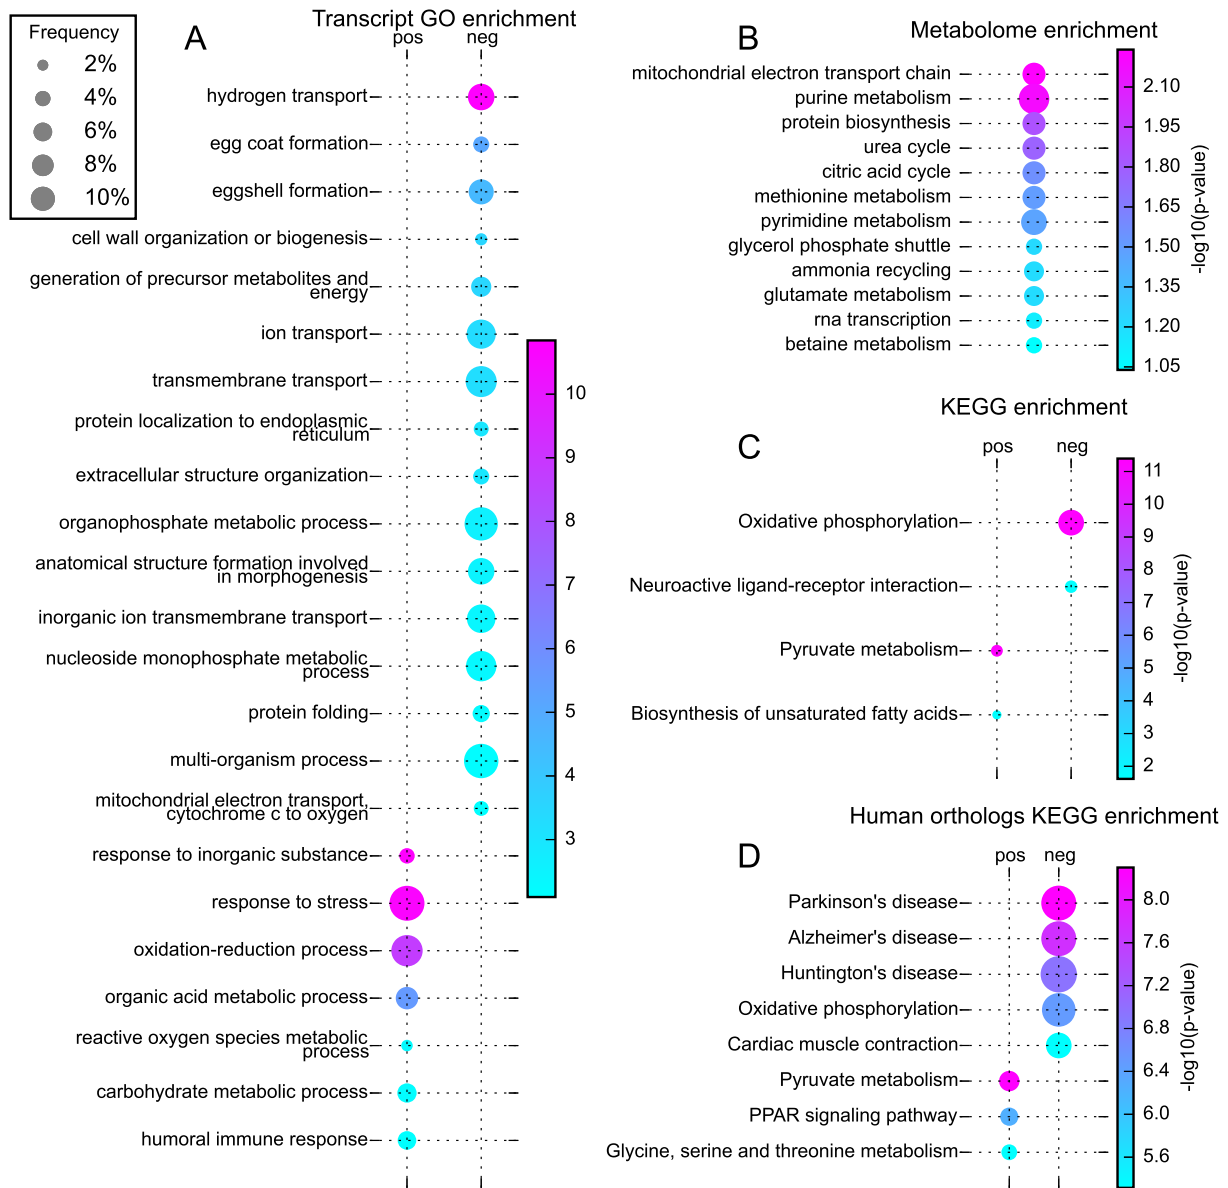 Frequency
2%
4%
6%
8%
10%
A
Transcript GO enrichment
pos neg
hydrogen transport
egg coat formation
eggshell formation
cell wall organization or biogenesis
generation of precursor metabolites and
energy
ion transport
transmembrane transport
protein localization to endoplasmic
reticulum
extracellular structure organization
organophosphate metabolic process
anatomical structure formation involved
in morphogenesis
inorganic ion transmembrane transport
nucleoside monophosphate metabolic
process
protein folding
multi-organism process
mitochondrial electron transport,
cytochrome c to oxygen
response to inorganic substance
response to stress
oxidation-reduction process
organic acid metabolic process
reactive oxygen species metabolic
process
carbohydrate metabolic process
humoral immune response
10
9
8
7
6
5
4
3
B
Metabolome enrichment
mitochondrial electron transport chain
purine metabolism
protein biosynthesis
urea cycle
citric acid cycle
methionine metabolism
pyrimidine metabolism
glycerol phosphate shuttle
ammonia recycling
glutamate metabolism
rna transcription
betaine metabolism
2.10
1.95
1.80
1.65
1.50
1.35
1.20
1.05
-log10(p-value)
C
KEGG enrichment
pos neg
Oxidative phosphorylation
Neuroactive ligand-receptor interaction
Pyruvate metabolism
Biosynthesis of unsaturated fatty acids
11
10
9
8
7
6
5
4
3
2
-log10(p-value)
D
Human orthologs KEGG enrichment
pos neg
Parkinson's disease
Alzheimer's disease
Huntington's disease
Oxidative phosphorylation
Cardiac muscle contraction
Pyruvate metabolism
PPAR signaling pathway
Glycine, serine and threonine metabolism
8.0
7.6
7.2
6.8
6.4
6.0
5.6
-log10(p-value)